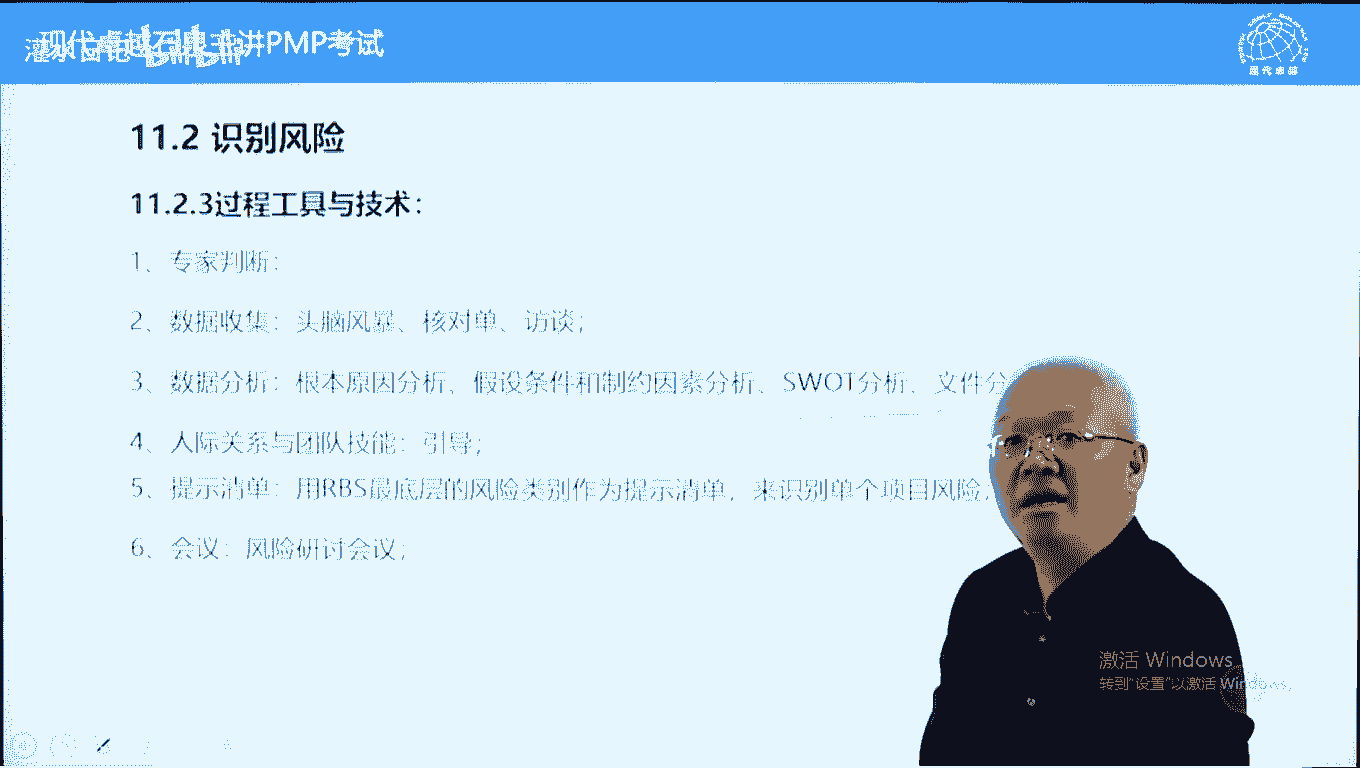 现代卓越石晟主讲PMP考试
bilibili
现代卓越
11.2 识别风险
11.2.3过程工具与技术：
1、专家判断：
2、数据收集：头脑风暴、核对单、访谈；
3、数据分析：根本原因分析、假设条件和制约因素分析、SWOT分析、文件分
4、人际关系与团队技能：引导；
5、提示清单：用RBS最底层的风险类别作为提示清单，来识别单个项目风险；
6、会议：风险研讨会议；
激活 Windows
转到"设置"以激活 Windows。